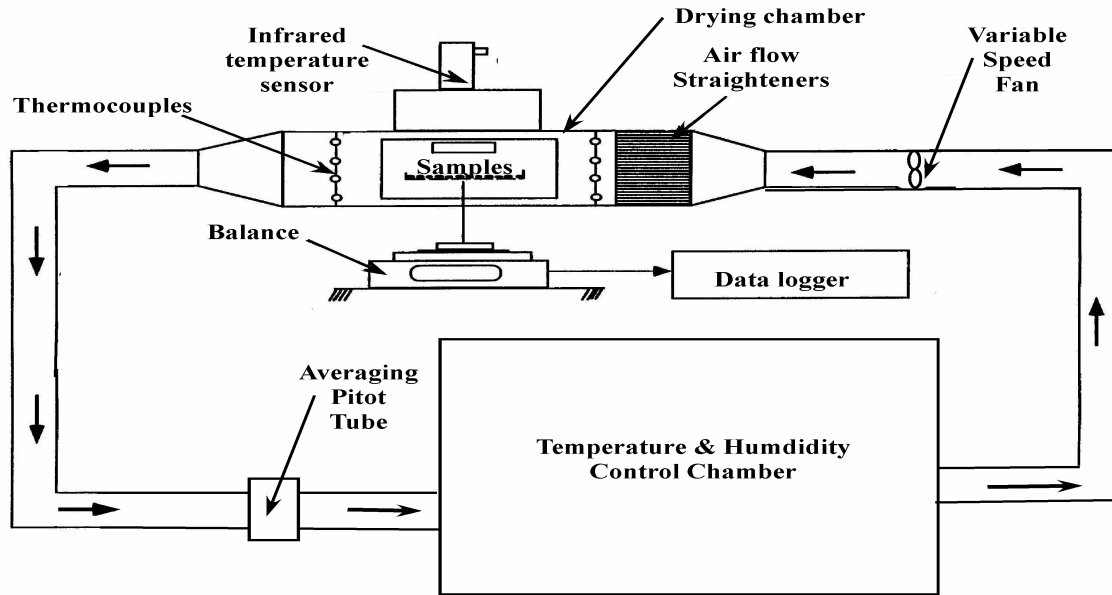 Drying chamber
Infrared
temperature
sensor
Air flow
Straighteners
Variable
Speed
Fan
Thermocouples
Samples
Balance
Data logger
Averaging
Pitot
Tube
Temperature & Humdidity
Control Chamber